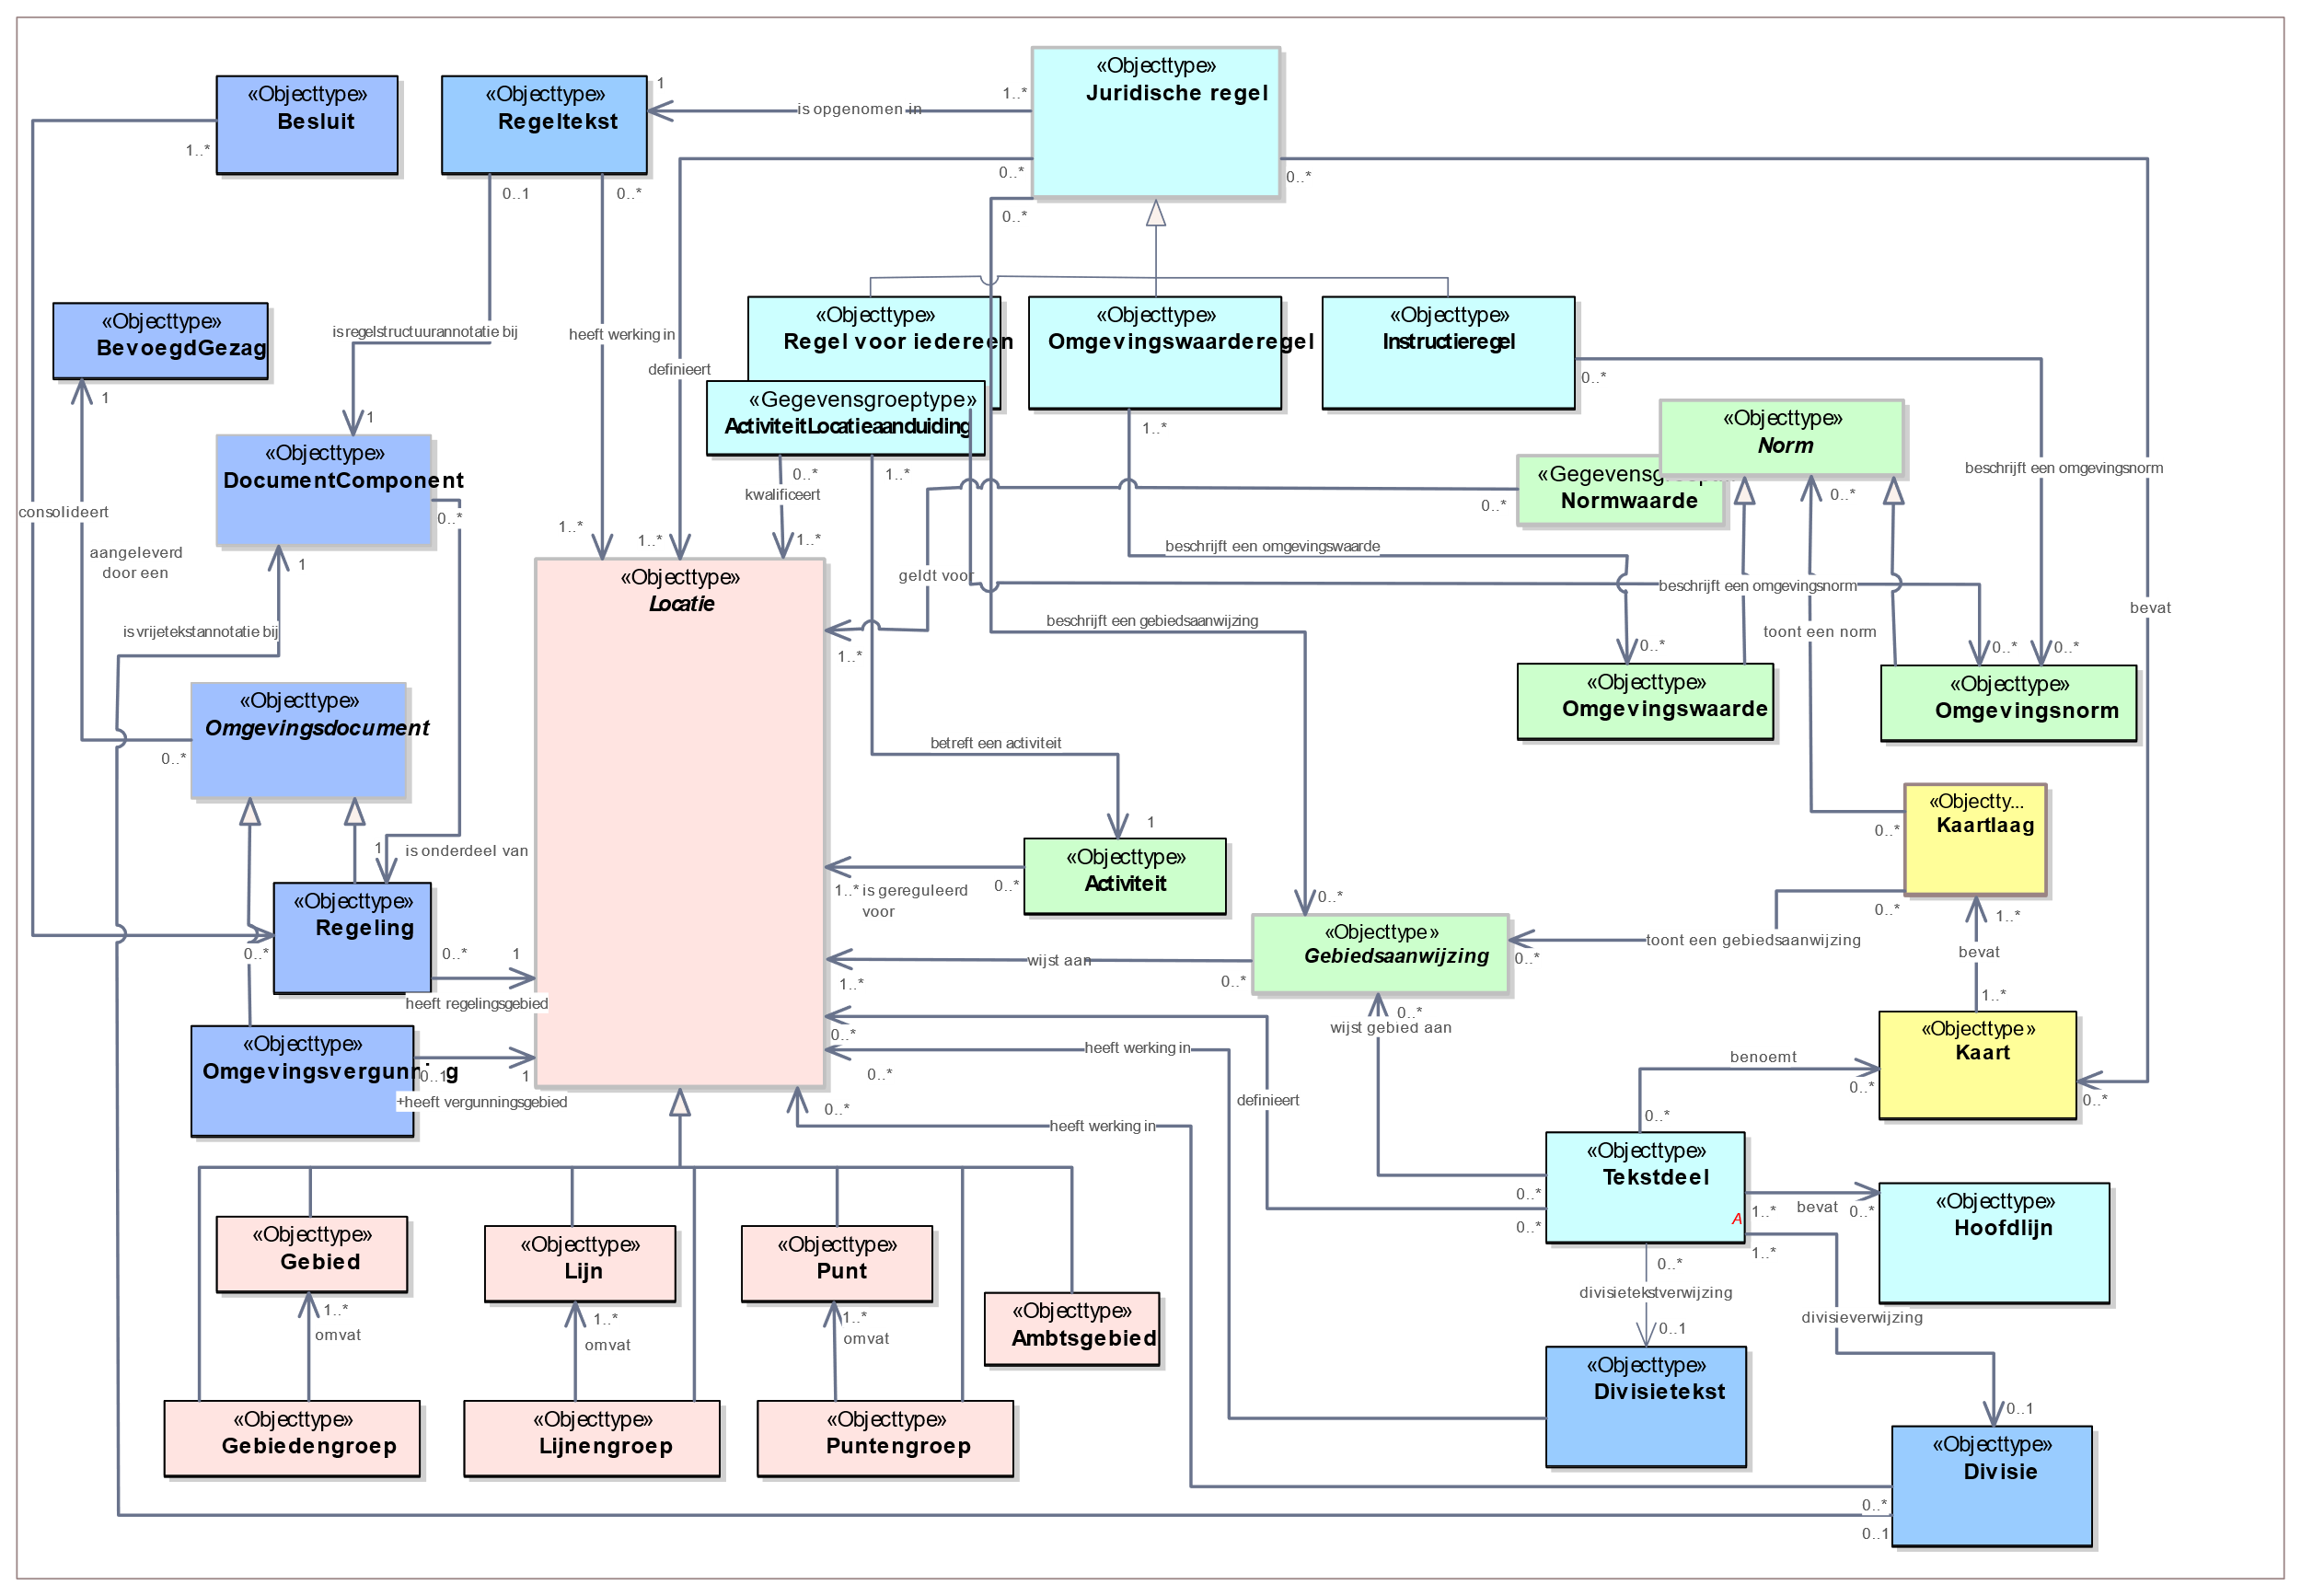 «Objecttype»
Juridische regel
«Objecttype»
Besluit
«Objecttype»
Regeltekst
1
1..*
is opgenomen in
1..*
0..1
0..*
0..*
0..*
0..*
«Objecttype»
BevoegdGezag
«Objecttype»
Regel voor iedereen
«Objecttype»
Omgevingswaarderegel
«Objecttype»
Instructieregel
is regelstructuurannotatie bij
heeft werking in
definieert
0..*
1
1
«Gegevensgroeptype»
ActiviteitLocatieaanduiding
1..*
«Objecttype»
Norm
«Objecttype»
DocumentComponent
0..*
1..*
kwalificeert
beschrijft een omgevingsnorm
«Gegevensgroept...
Normwaarde
0..*
0..*
consolideert
0..*
1..*
1..*
1..*
aangeleverd
door een
1
beschrijft een omgevingswaarde
geldt voor
beschrijft een omgevingsnorm
«Objecttype»
Locatie
bevat
is vrijetekstannotatie bij
beschrijft een gebiedsaanwijzing
toont een norm
1..*
0..*
0..*
0..*
«Objecttype»
Omgevingsdocument
0..*
«Objecttype»
Omgevingswaarde
«Objecttype»
Omgevingsnorm
betreft een activiteit
1
«Objectty...
Kaartlaag
0..*
1
is onderdeel van
«Objecttype»
Activiteit
1..*
is gereguleerd
voor
0..*
0..*
0..*
1..*
«Objecttype»
Regeling
0..*
0..*
1
heeft regelingsgebied
«Objecttype»
Gebiedsaanwijzing
toont een gebiedsaanwijzing
0..*
bevat
wijst aan
1..*
0..*
1..*
0..*
wijst gebied aan
«Objecttype»
Omgevingsvergunning
0..1
1
+heeft vergunningsgebied
0..*
heeft werking in
0..*
«Objecttype»
Kaart
benoemt
0..*
0..*
0..*
definieert
0..*
heeft werking in
«Objecttype»
Tekstdeel
A
0..*
0..*
1..*
bevat
0..*
«Objecttype»
Hoofdlijn
1..*
0..*
«Objecttype»
Gebied
«Objecttype»
Lijn
«Objecttype»
Punt
«Objecttype»
Ambtsgebied
1..*
omvat
1..*
omvat
1..*
omvat
divisietekstverwijzing
0..1
divisieverwijzing
«Objecttype»
Divisietekst
0..1
«Objecttype»
Gebiedengroep
«Objecttype»
Lijnengroep
«Objecttype»
Puntengroep
«Objecttype»
Divisie
0..*
0..1